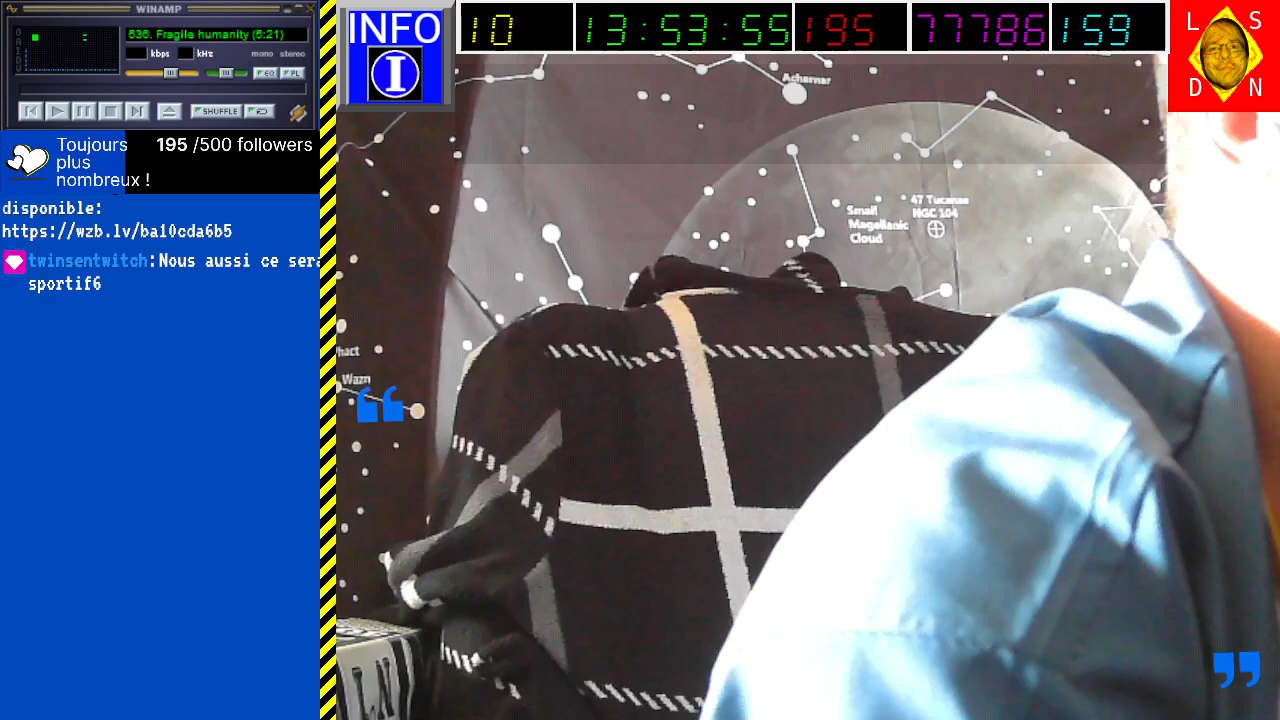 WINAMP
536. Fragile humanity (5:21)
kbps
kHz
mono stereo
EQ
PL
SHUFFLE
INFO
I
10
13:53:55
195
77786
159
L S
D N
Toujours
plus
nombreux !
195 /500 followers
disponible:
https://wzb.lv/ba10cda6b5
twinsentwitch:Nous aussi ce sera
sportif6
Achernar
47 Tucanae
NGC 104
Small
Magellanic
Cloud
Wazn
“
”